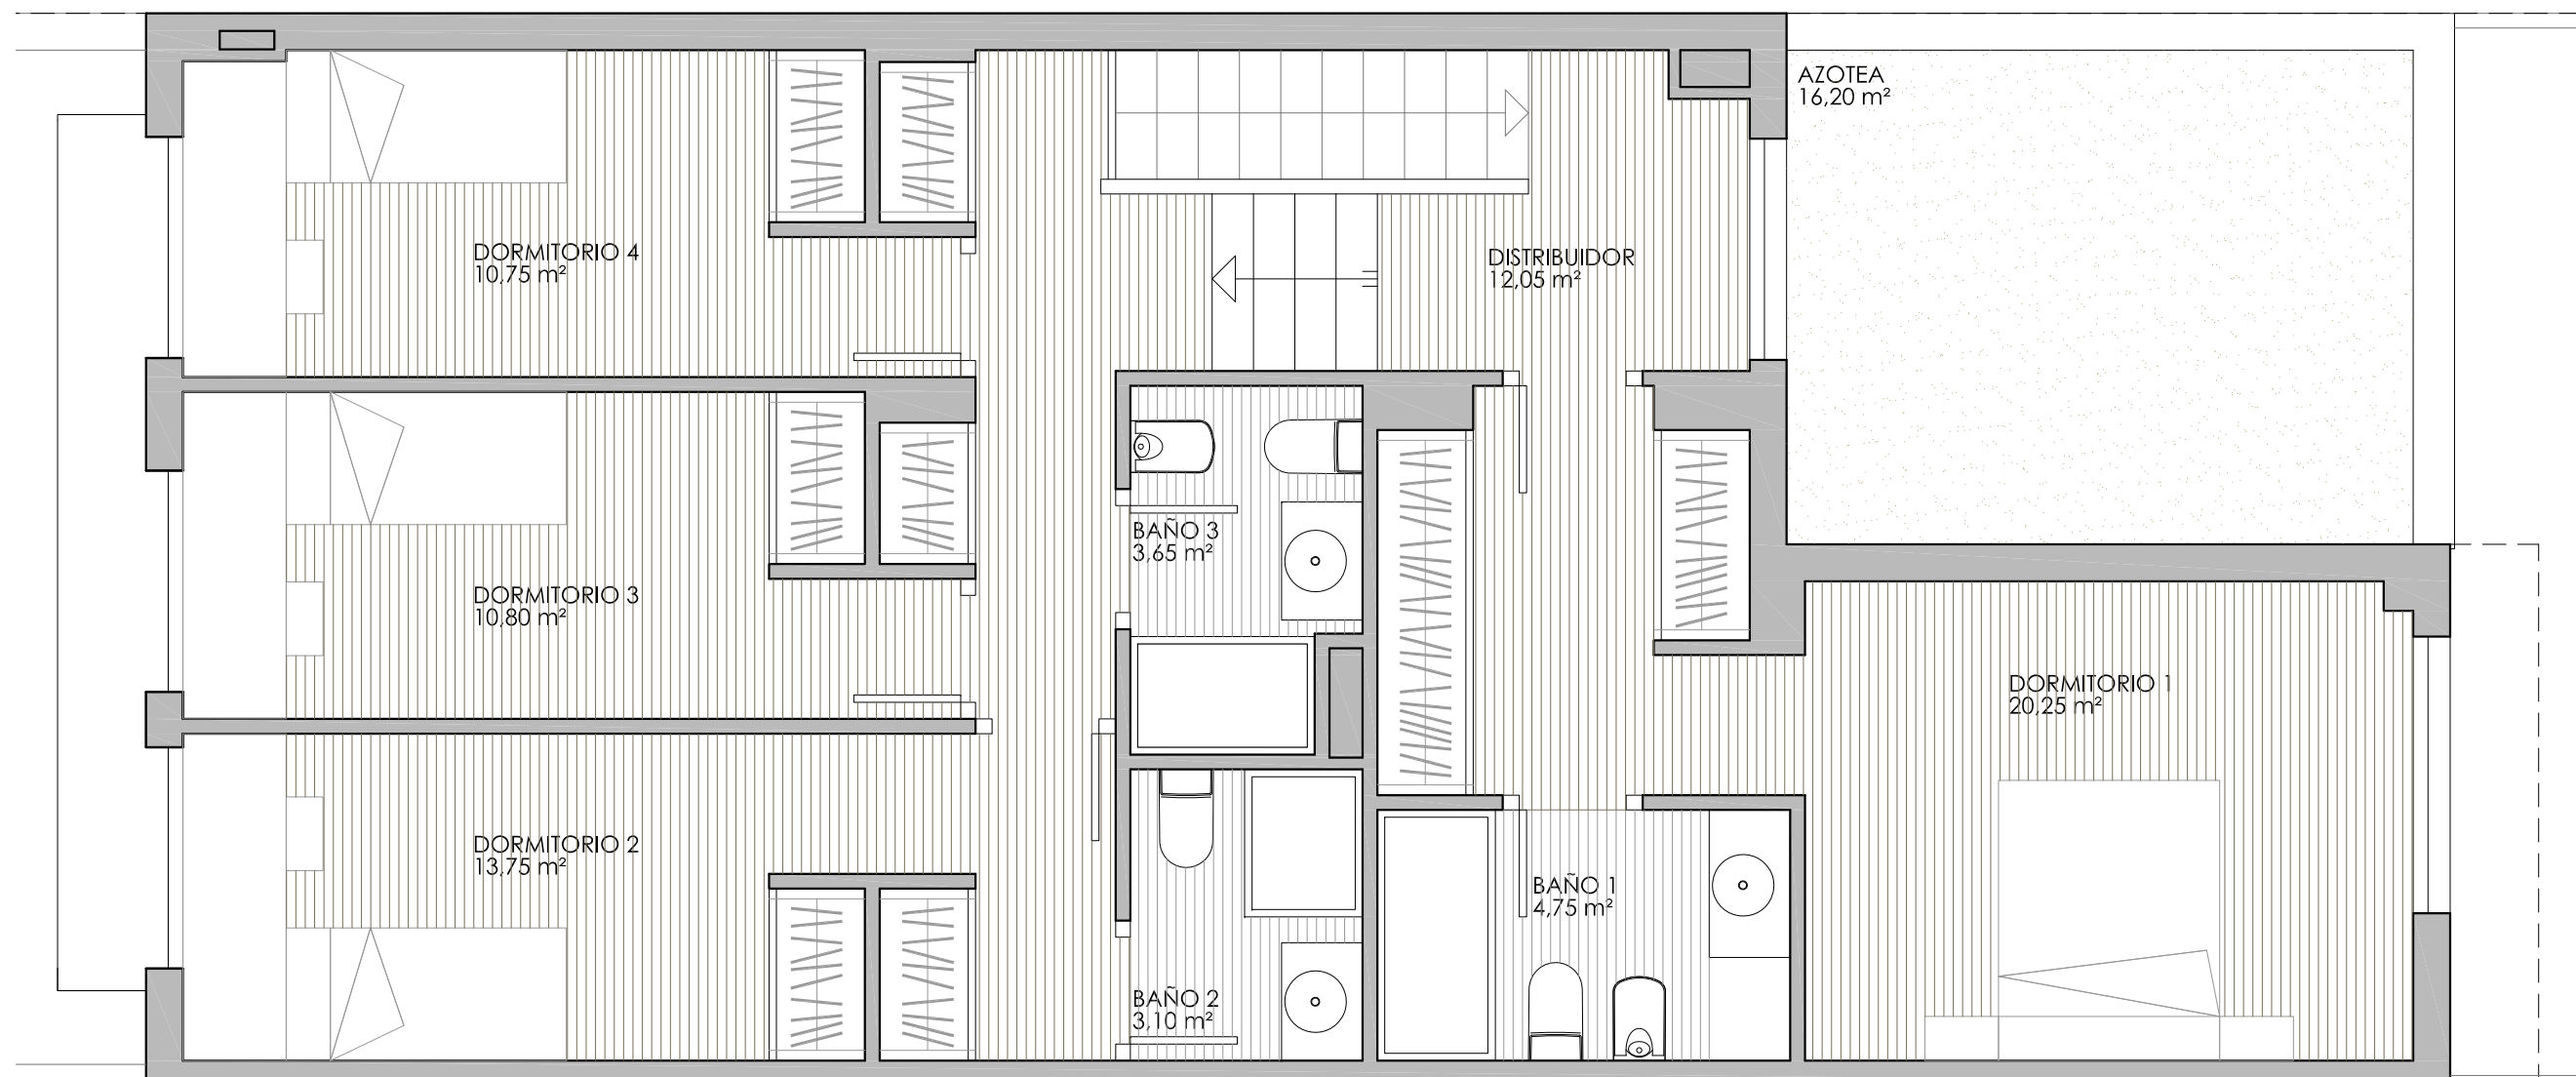 AZOTEA
16,20 m²
DORMITORIO 4
10,75 m²
DISTRIBUIDOR
12,05 m²
BAÑO 3
3,65 m²
DORMITORIO 3
10,80 m²
DORMITORIO 1
20,25 m²
DORMITORIO 2
13,75 m²
BAÑO 1
4,75 m²
BAÑO 2
3,10 m²